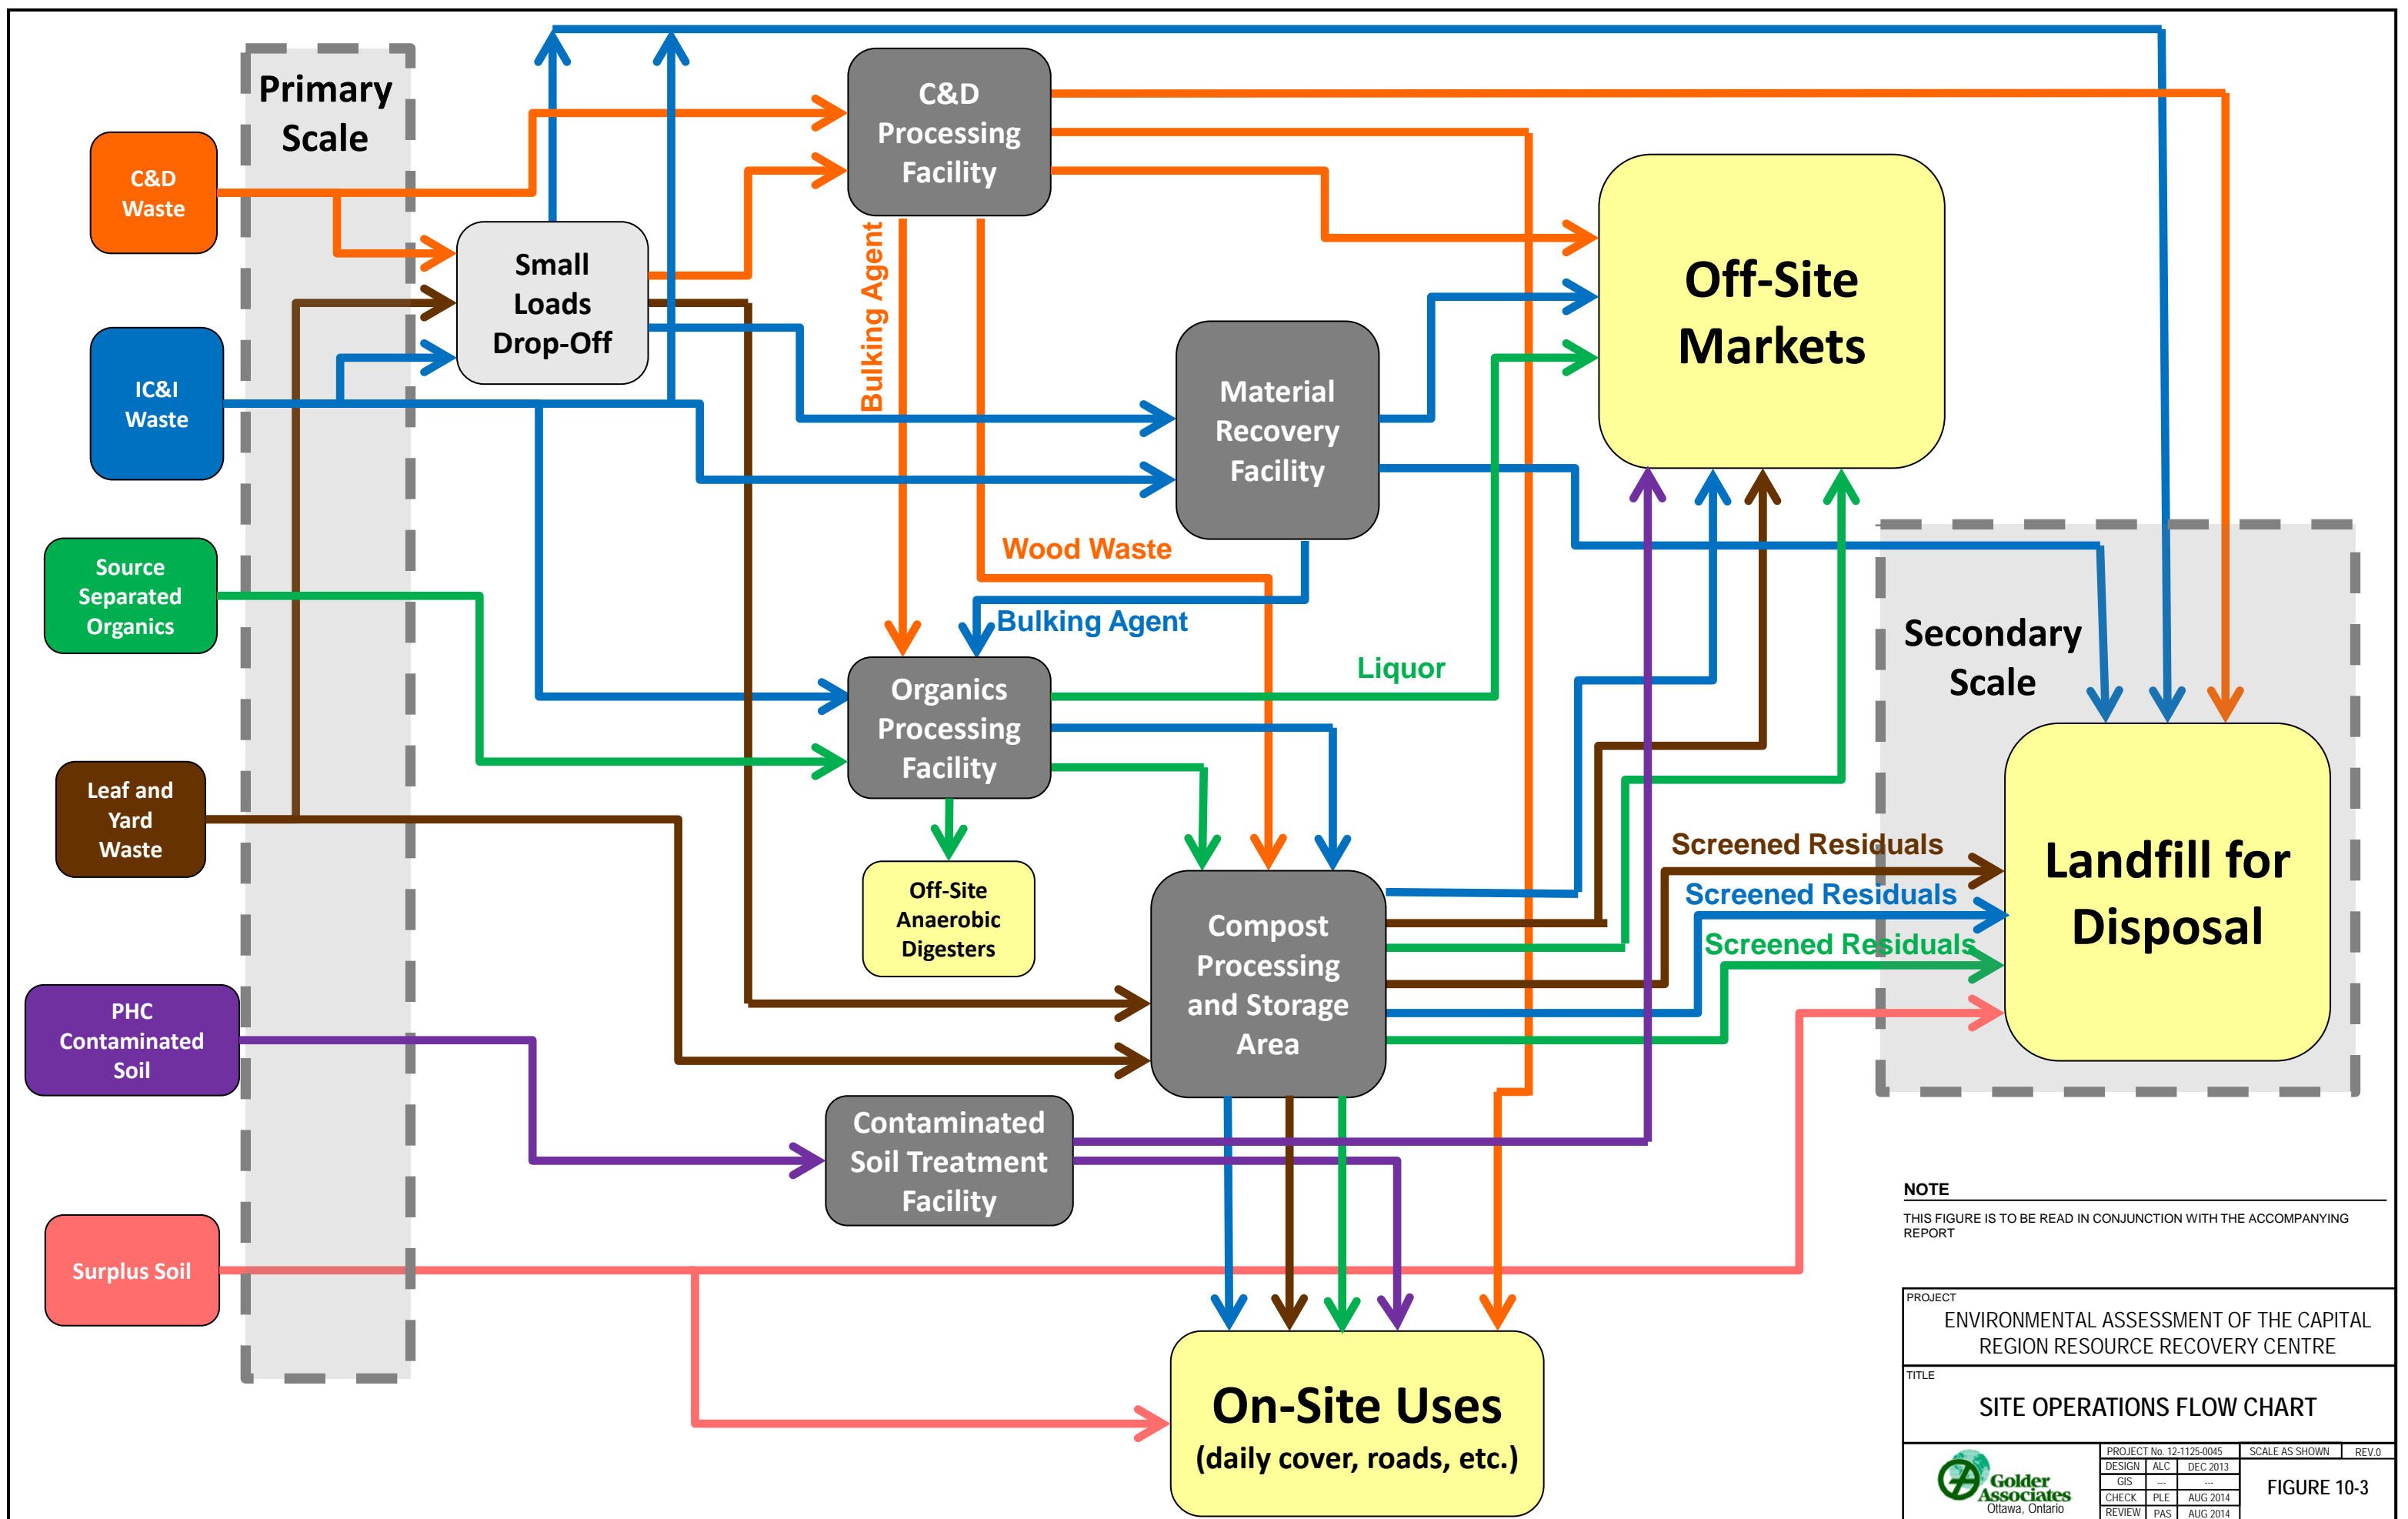 Primary
Scale
C&D
Waste
IC&I
Waste
Source
Separated
Organics
Leaf and
Yard
Waste
PHC
Contaminated
Soil
Surplus Soil
Small
Loads
Drop-Off
C&D
Processing
Facility
Bulking Agent
Wood Waste
Material
Recovery
Facility
Bulking Agent
Organics
Processing
Facility
Liquor
Off-Site
Anaerobic
Digesters
Compost
Processing
and Storage
Area
Contaminated
Soil Treatment
Facility
Off-Site
Markets
Secondary
Scale
Screened Residuals
Screened Residuals
Screened Residuals
Landfill for
Disposal
On-Site Uses
(daily cover, roads, etc.)
NOTE
THIS FIGURE IS TO BE READ IN CONJUNCTION WITH THE ACCOMPANYING
REPORT
PROJECT
ENVIRONMENTAL ASSESSMENT OF THE CAPITAL
REGION RESOURCE RECOVERY CENTRE
TITLE
SITE OPERATIONS FLOW CHART
Golder
Associates
Ottawa, Ontario
PROJECT No. 12-1125-0045 SCALE AS SHOWN REV.0
DESIGN ALC DEC 2013
GIS --- ---
CHECK PLE AUG 2014
REVIEW PAS AUG 2014
FIGURE 10-3